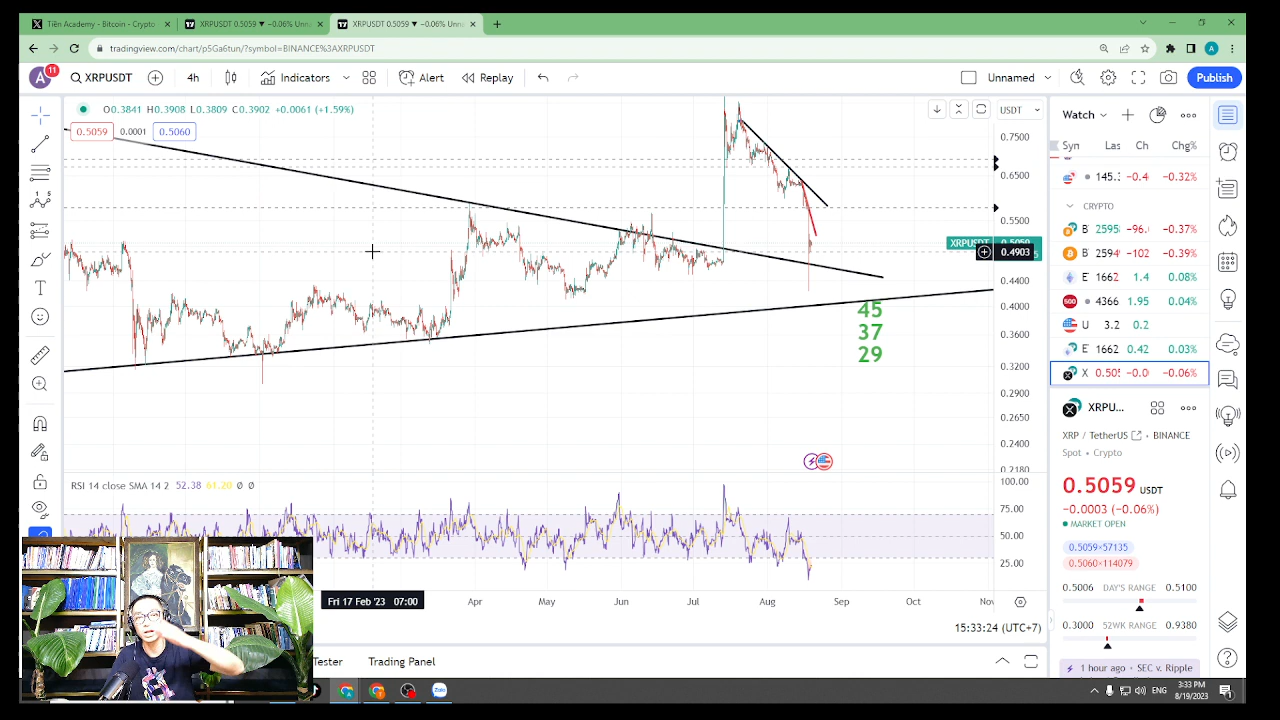 Tiên Academy - Bitcoin - Crypto
XRPUSDT 0.5059 ▼ −0.06% Unn
XRPUSDT 0.5059 ▼ −0.06% Unn
tradingview.com/chart/p5Ga6tun/?symbol=BINANCE%3AXRPUSDT
A
A
11
XRPUSDT
4h
Indicators
Alert
Replay
Unnamed
Publish
O0.3841 H0.3908 L0.3809 C0.3902 +0.0061 (+1.59%)
0.5059
0.0001
0.5060
USDT
0.7500
0.6500
0.5500
XRPUSDT
0.5059
0.4903
0.4400
0.4000
0.3600
0.3200
0.2900
0.2650
0.2400
0.2180
45
37
29
RSI 14 close SMA 14 2 52.38 61.20 Ø Ø
100.00
75.00
50.00
25.00
Fri 17 Feb '23 07:00
Apr
May
Jun
Jul
Aug
Sep
Oct
Nov
15:33:24 (UTC+7)
Tester
Trading Panel
Watch
Syn
Las
Ch
Chg%
145.
−0.4
−0.32%
CRYPTO
B
2595
−96.
−0.37%
B
2594
−102
−0.39%
E
1662
1.4
0.08%
500
4366
1.95
0.04%
U
3.2
0.2
E
1662
0.42
0.03%
X
0.505
−0.0
−0.06%
XRPU...
XRP / TetherUS • BINANCE
Spot • Crypto
0.5059 USDT
−0.0003 (−0.06%)
MARKET OPEN
0.5059×57135
0.5060×114079
0.5006 DAY'S RANGE 0.5100
0.3000 52WK RANGE 0.9380
1 hour ago • SEC v. Ripple
Zalo
ENG
3:33 PM
8/19/2023